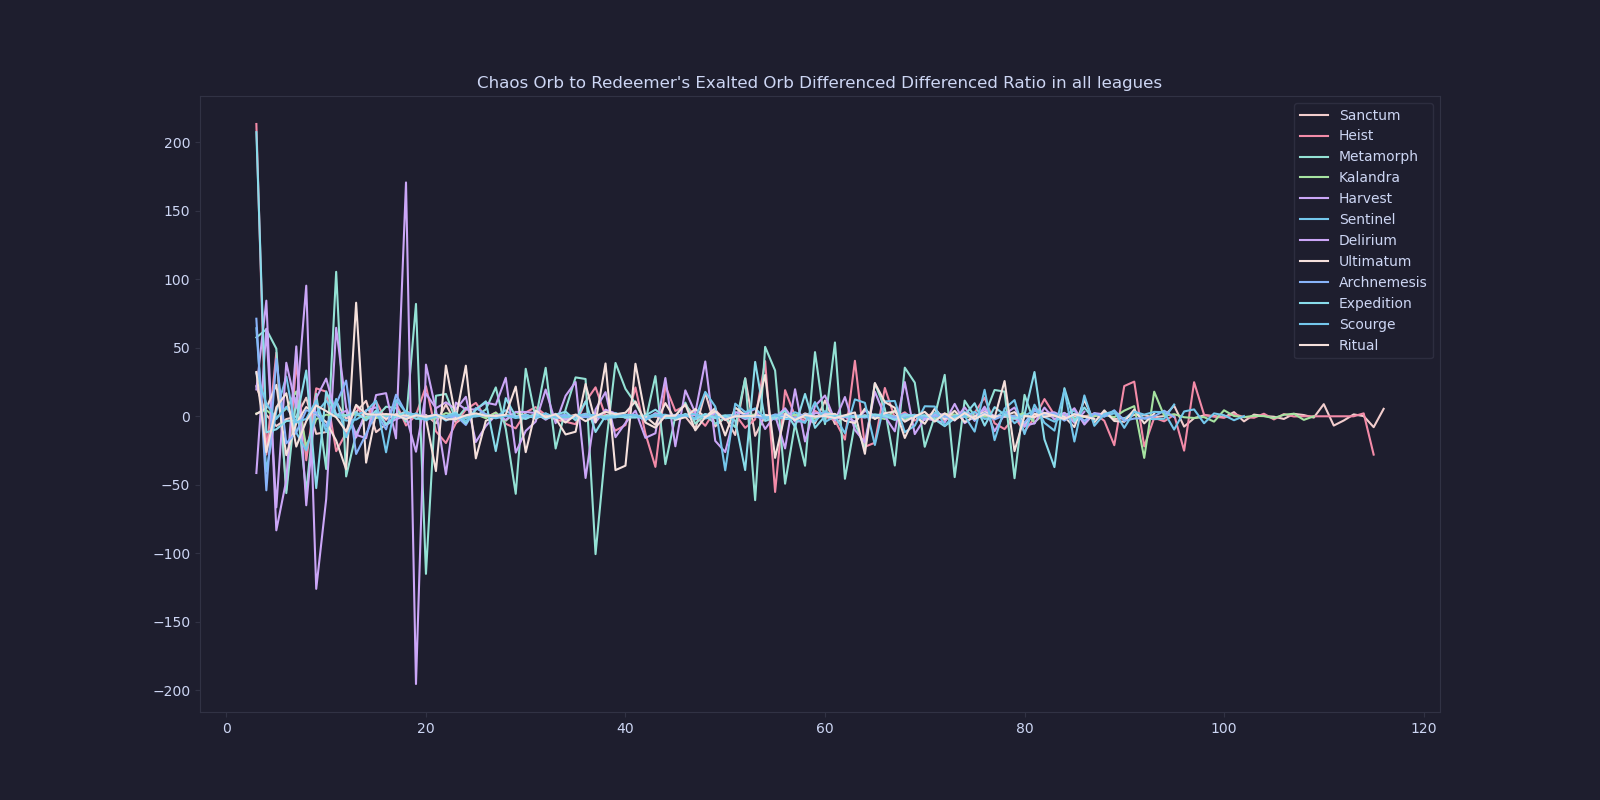 Chaos Orb to Redeemer's Exalted Orb Differenced Differenced Ratio in all leagues
Sanctum
Heist
Metamorph
Kalandra
Harvest
Sentinel
Delirium
Ultimatum
Archnemesis
Expedition
Scourge
Ritual
200
150
100
50
0
−50
−100
−150
−200
0 20 40 60 80 100 120